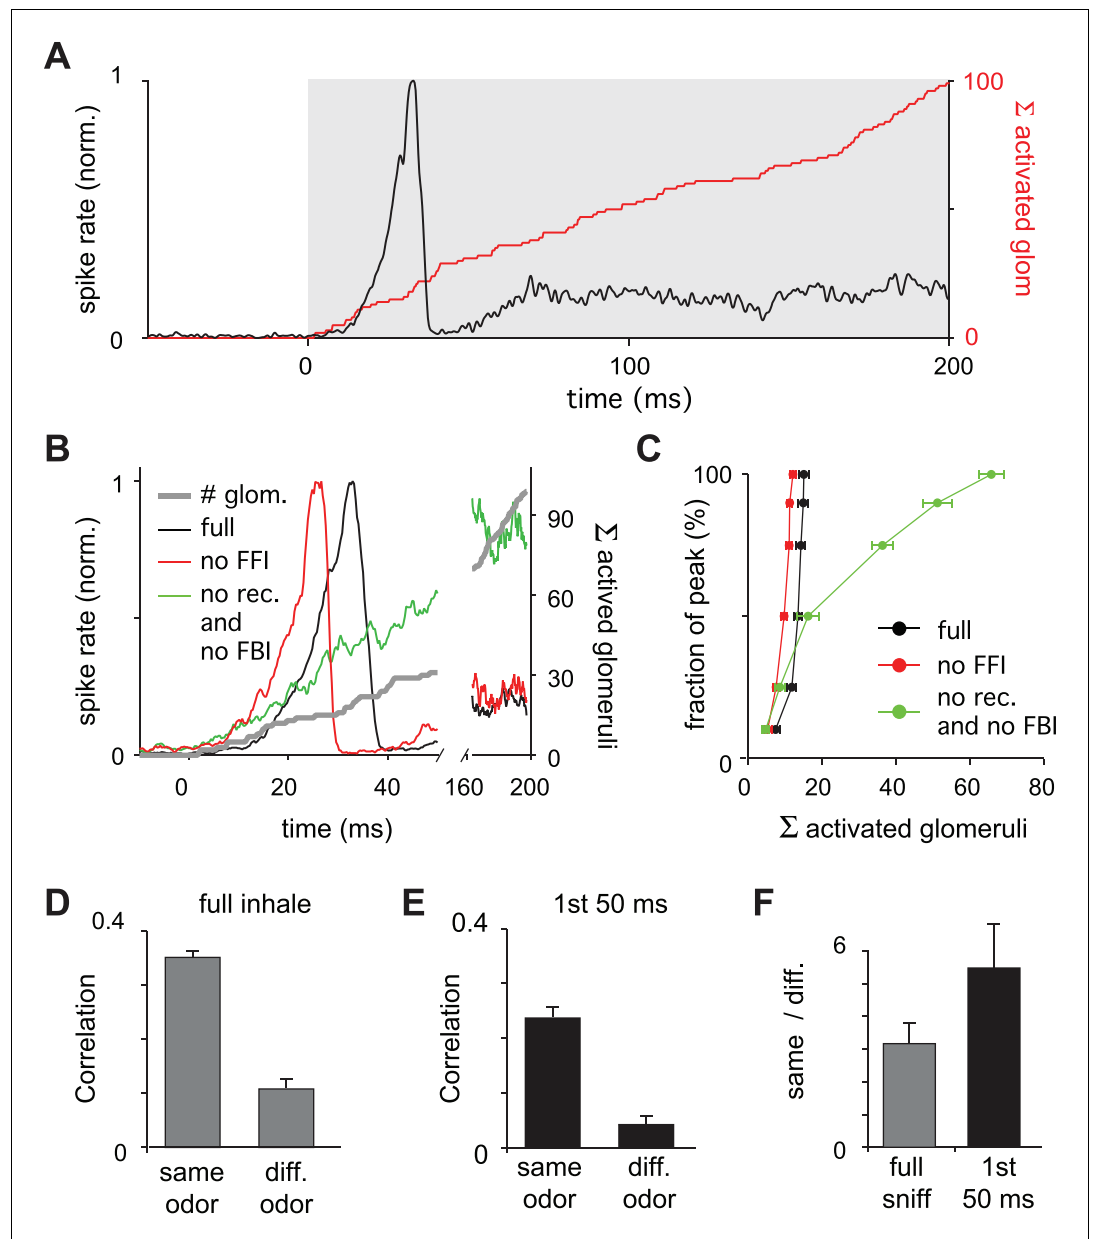 A
1
0
spike rate (norm.)
100
0
Σ activated glom
0
100
200
time (ms)
B
1
0
spike rate (norm.)
# glom.
full
no FFI
no rec.
and
no FBI
90
60
30
0
Σ actived glomeruli
0
20
40
160
200
time (ms)
C
100
0
fraction of peak (%)
full
no FFI
no rec.
and no FBI
0
20
40
60
80
Σ activated glomeruli
D
full inhale
0.4
0
Correlation
same
odor
diff.
odor
E
1st 50 ms
0.4
0
Correlation
same
odor
diff.
odor
F
6
0
same / diff.
full
sniff
1st
50 ms